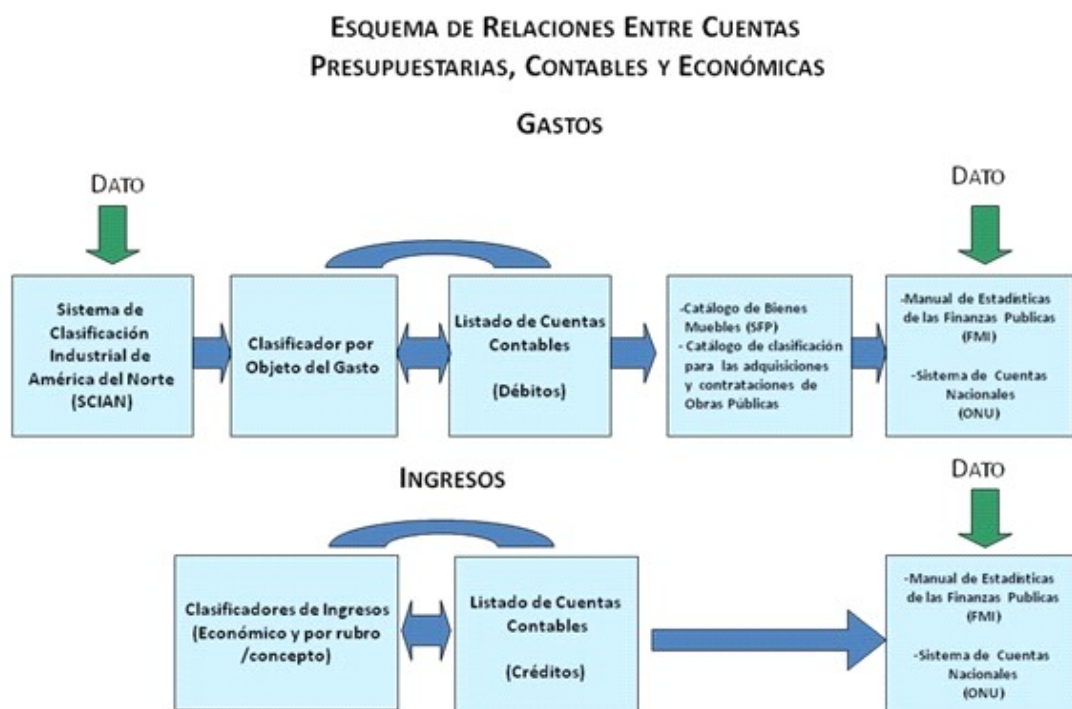 ESQUEMA DE RELACIONES ENTRE CUENTAS
PRESUPUESTARIAS, CONTABLES Y ECONÓMICAS
GASTOS
DATO
DATO
Sistema de
Clasificación
Industrial de
América del Norte
(SCIAN)
Clasificador por
Objeto del Gasto
Listado de Cuentas
Contables
(Débitos)
-Catálogo de Bienes
Muebles (SFP)
- Catálogo de clasificación
para las adquisiciones
y contrataciones de
Obras Públicas
-Manual de Estadísticas
de las Finanzas Publicas
(FMI)
-Sistema de Cuentas
Nacionales
(ONU)
INGRESOS
DATO
Clasificadores de Ingresos
(Económico y por rubro
/concepto)
Listado de Cuentas
Contables
(Créditos)
-Manual de Estadísticas
de las Finanzas Publicas
(FMI)
-Sistema de Cuentas
Nacionales
(ONU)